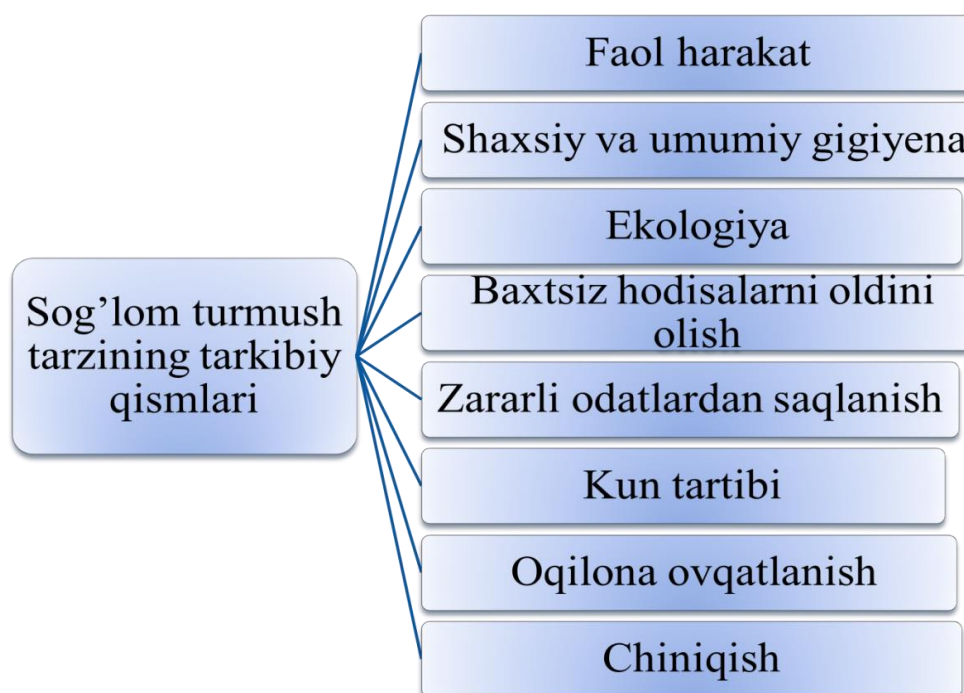 Faol harakat
Shaxsiy va umumiy gigiyena
Ekologiya
Baxtsiz hodisalarni oldini
olish
Sog’lom turmush
tarzining tarkibiy
qismlari
Zararli odatlardan saqlanish
Kun tartibi
Oqilona ovqatlanish
Chiniqish